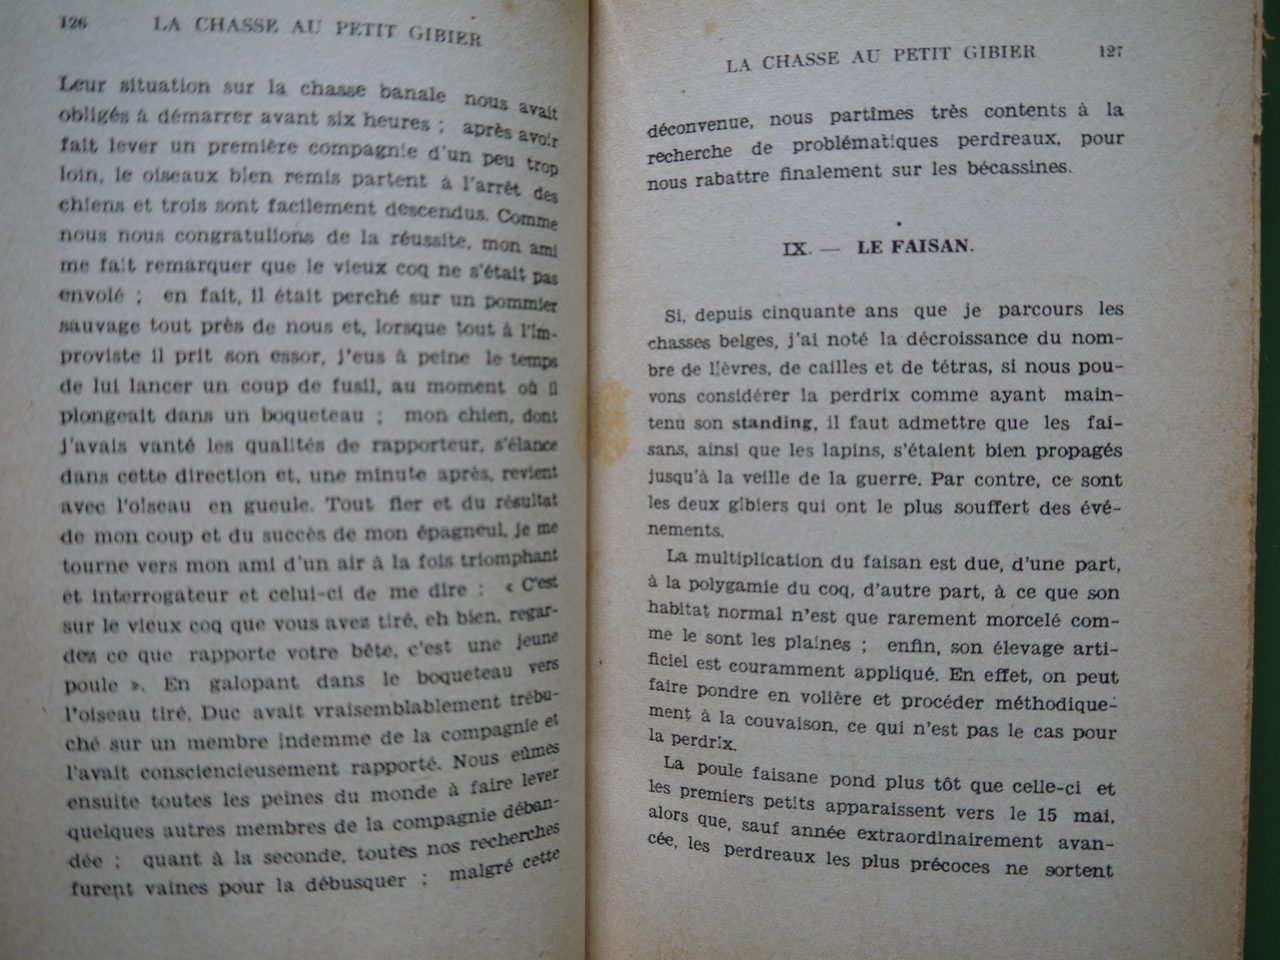 126 LA CHASSE AU PETIT GIBIER
Leur situation sur la chasse banale nous avait
obligés à démarrer avant six heures ; après avoir
fait lever un première compagnie d'un peu trop
loin, le oiseaux bien remis partent à l'arrêt des
chiens et trois sont facilement descendus. Comme
nous nous congratulions de la réussite, mon ami
me fait remarquer que le vieux coq ne s'était pas
envolé ; en fait, il était perché sur un pommier
sauvage tout près de nous et, lorsque tout à l'im-
proviste il prit son essor, j'eus à peine le temps
de lui lancer un coup de fusil, au moment où il
plongeait dans un boqueteau ; mon chien, dont
j'avais vanté les qualités de rapporteur, s'élance
dans cette direction et, une minute après, revient
avec l'oiseau en gueule. Tout fier et du résultat
de mon coup et du succès de mon épagneul, je me
tourne vers mon ami d'un air à la fois triomphant
et interrogateur et celui-ci de me dire : « C'est
sur le vieux coq que vous avez tiré, eh bien, regar-
dez ce que rapporte votre bête, c'est une jeune
poule ». En galopant dans le boqueteau vers
l'oiseau tiré, Duc avait vraisemblablement trébu-
ché sur un membre indemne de la compagnie et
l'avait consciencieusement rapporté. Nous eûmes
ensuite toutes les peines du monde à faire lever
quelques autres membres de la compagnie déban-
dée ; quant à la seconde, toutes nos recherches
furent vaines pour la débusquer ; malgré cette
LA CHASSE AU PETIT GIBIER 127
déconvenue, nous partîmes très contents à la
recherche de problématiques perdreaux, pour
nous rabattre finalement sur les bécassines.
IX. — LE FAISAN.
Si, depuis cinquante ans que je parcours les
chasses belges, j'ai noté la décroissance du nom-
bre de lièvres, de cailles et de tétras, si nous pou-
vons considérer la perdrix comme ayant main-
tenu son standing, il faut admettre que les fai-
sans, ainsi que les lapins, s'étaient bien propagés
jusqu'à la veille de la guerre. Par contre, ce sont
les deux gibiers qui ont le plus souffert des évé-
nements.
La multiplication du faisan est due, d'une part,
à la polygamie du coq, d'autre part, à ce que son
habitat normal n'est que rarement morcelé com-
me le sont les plaines ; enfin, son élevage arti-
ficiel est couramment appliqué. En effet, on peut
faire pondre en volière et procéder méthodique-
ment à la couvaison, ce qui n'est pas le cas pour
la perdrix.
La poule faisane pond plus tôt que celle-ci et
les premiers petits apparaissent vers le 15 mai,
alors que, sauf année extraordinairement avan-
cée, les perdreaux les plus précoces ne sortent